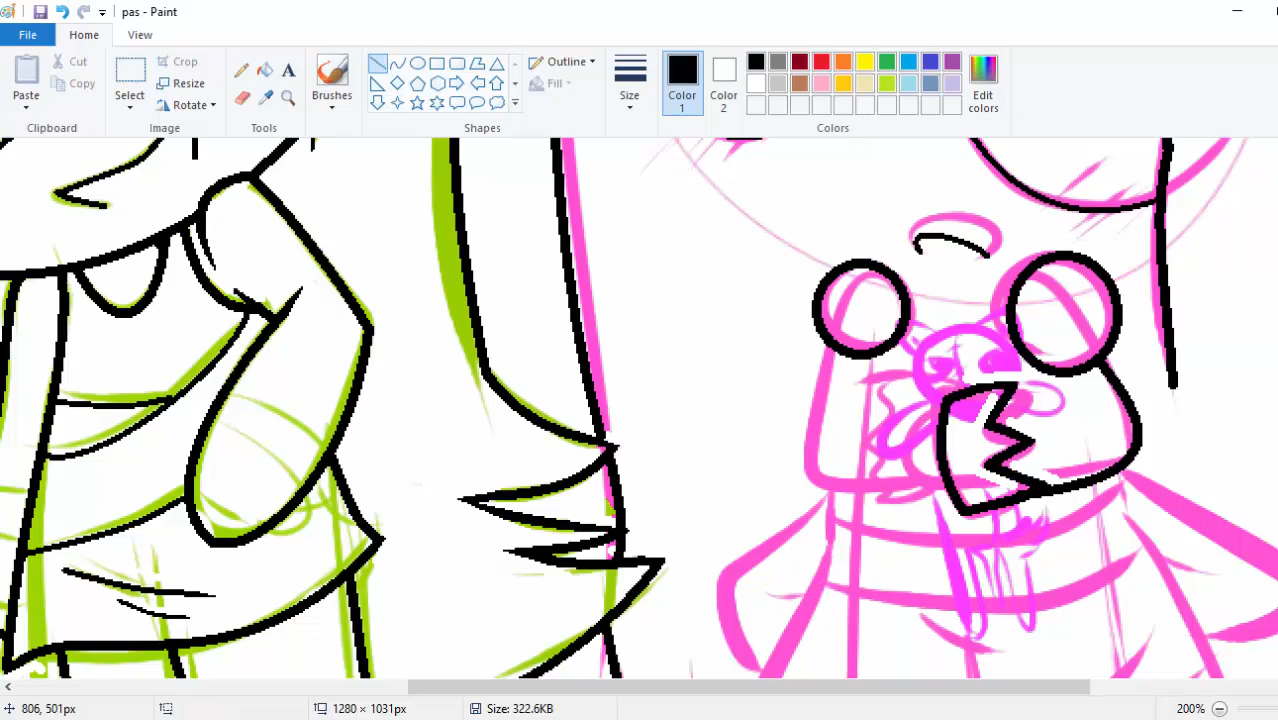 pas - Paint
File
Home
View
Paste
Cut
Copy
Clipboard
Select
Crop
Resize
Rotate
Image
A
Tools
Brushes
Outline
Fill
Shapes
Size
Color
1
Color
2
Edit
colors
Colors
806, 501px
1280 × 1031px
Size: 322.6KB
200%